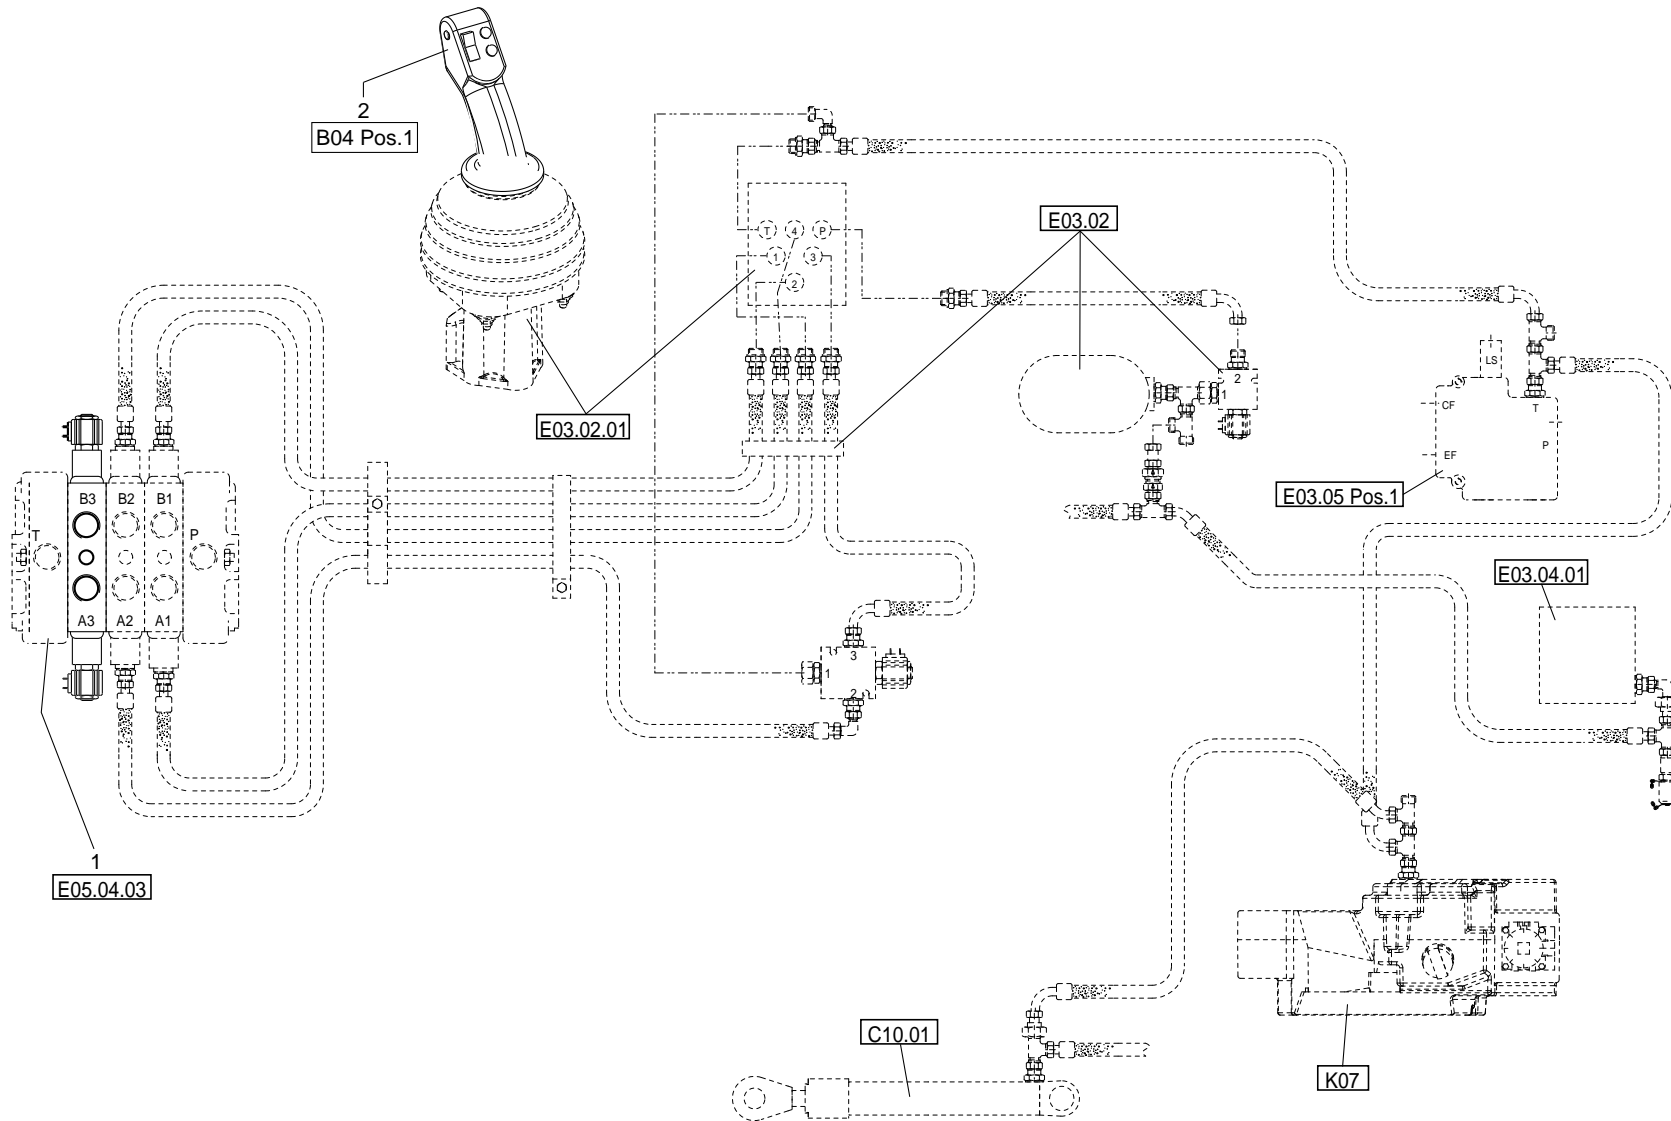 2
B04 Pos.1
E03.02
T 4 P
1 3
2
E03.02.01
2
1
LS
T
CF
P
EF
E03.05 Pos.1
B3 B2 B1
T P
A3 A2 A1
E03.04.01
3
1
2
1
E05.04.03
C10.01
K07